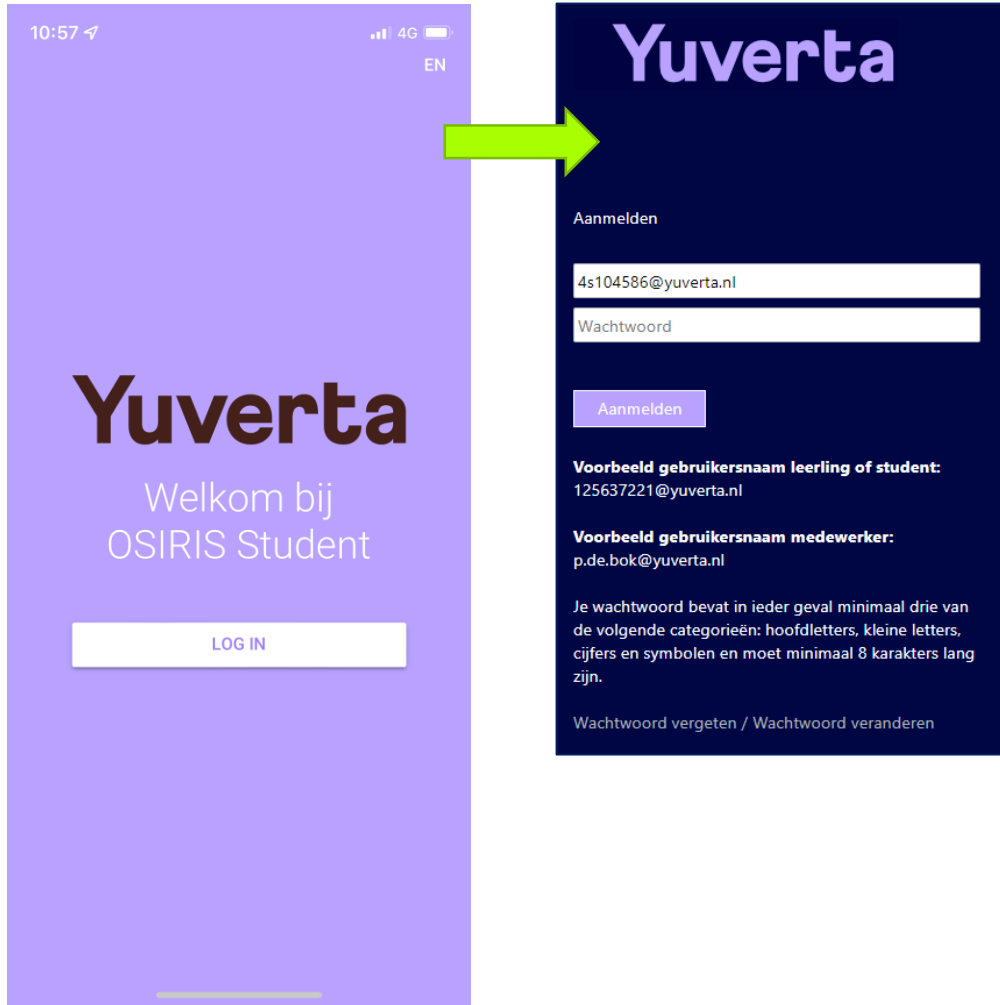 10:57
4G
EN
Yuverta
Welkom bij
OSIRIS Student
LOG IN
Yuverta
Aanmelden
4s104586@yuverta.nl
Wachtwoord
Aanmelden
Voorbeeld gebruikersnaam leerling of student:
125637221@yuverta.nl
Voorbeeld gebruikersnaam medewerker:
p.de.bok@yuverta.nl
Je wachtwoord bevat in ieder geval minimaal drie van
de volgende categorieën: hoofdletters, kleine letters,
cijfers en symbolen en moet minimaal 8 karakters lang
zijn.
Wachtwoord vergeten / Wachtwoord veranderen